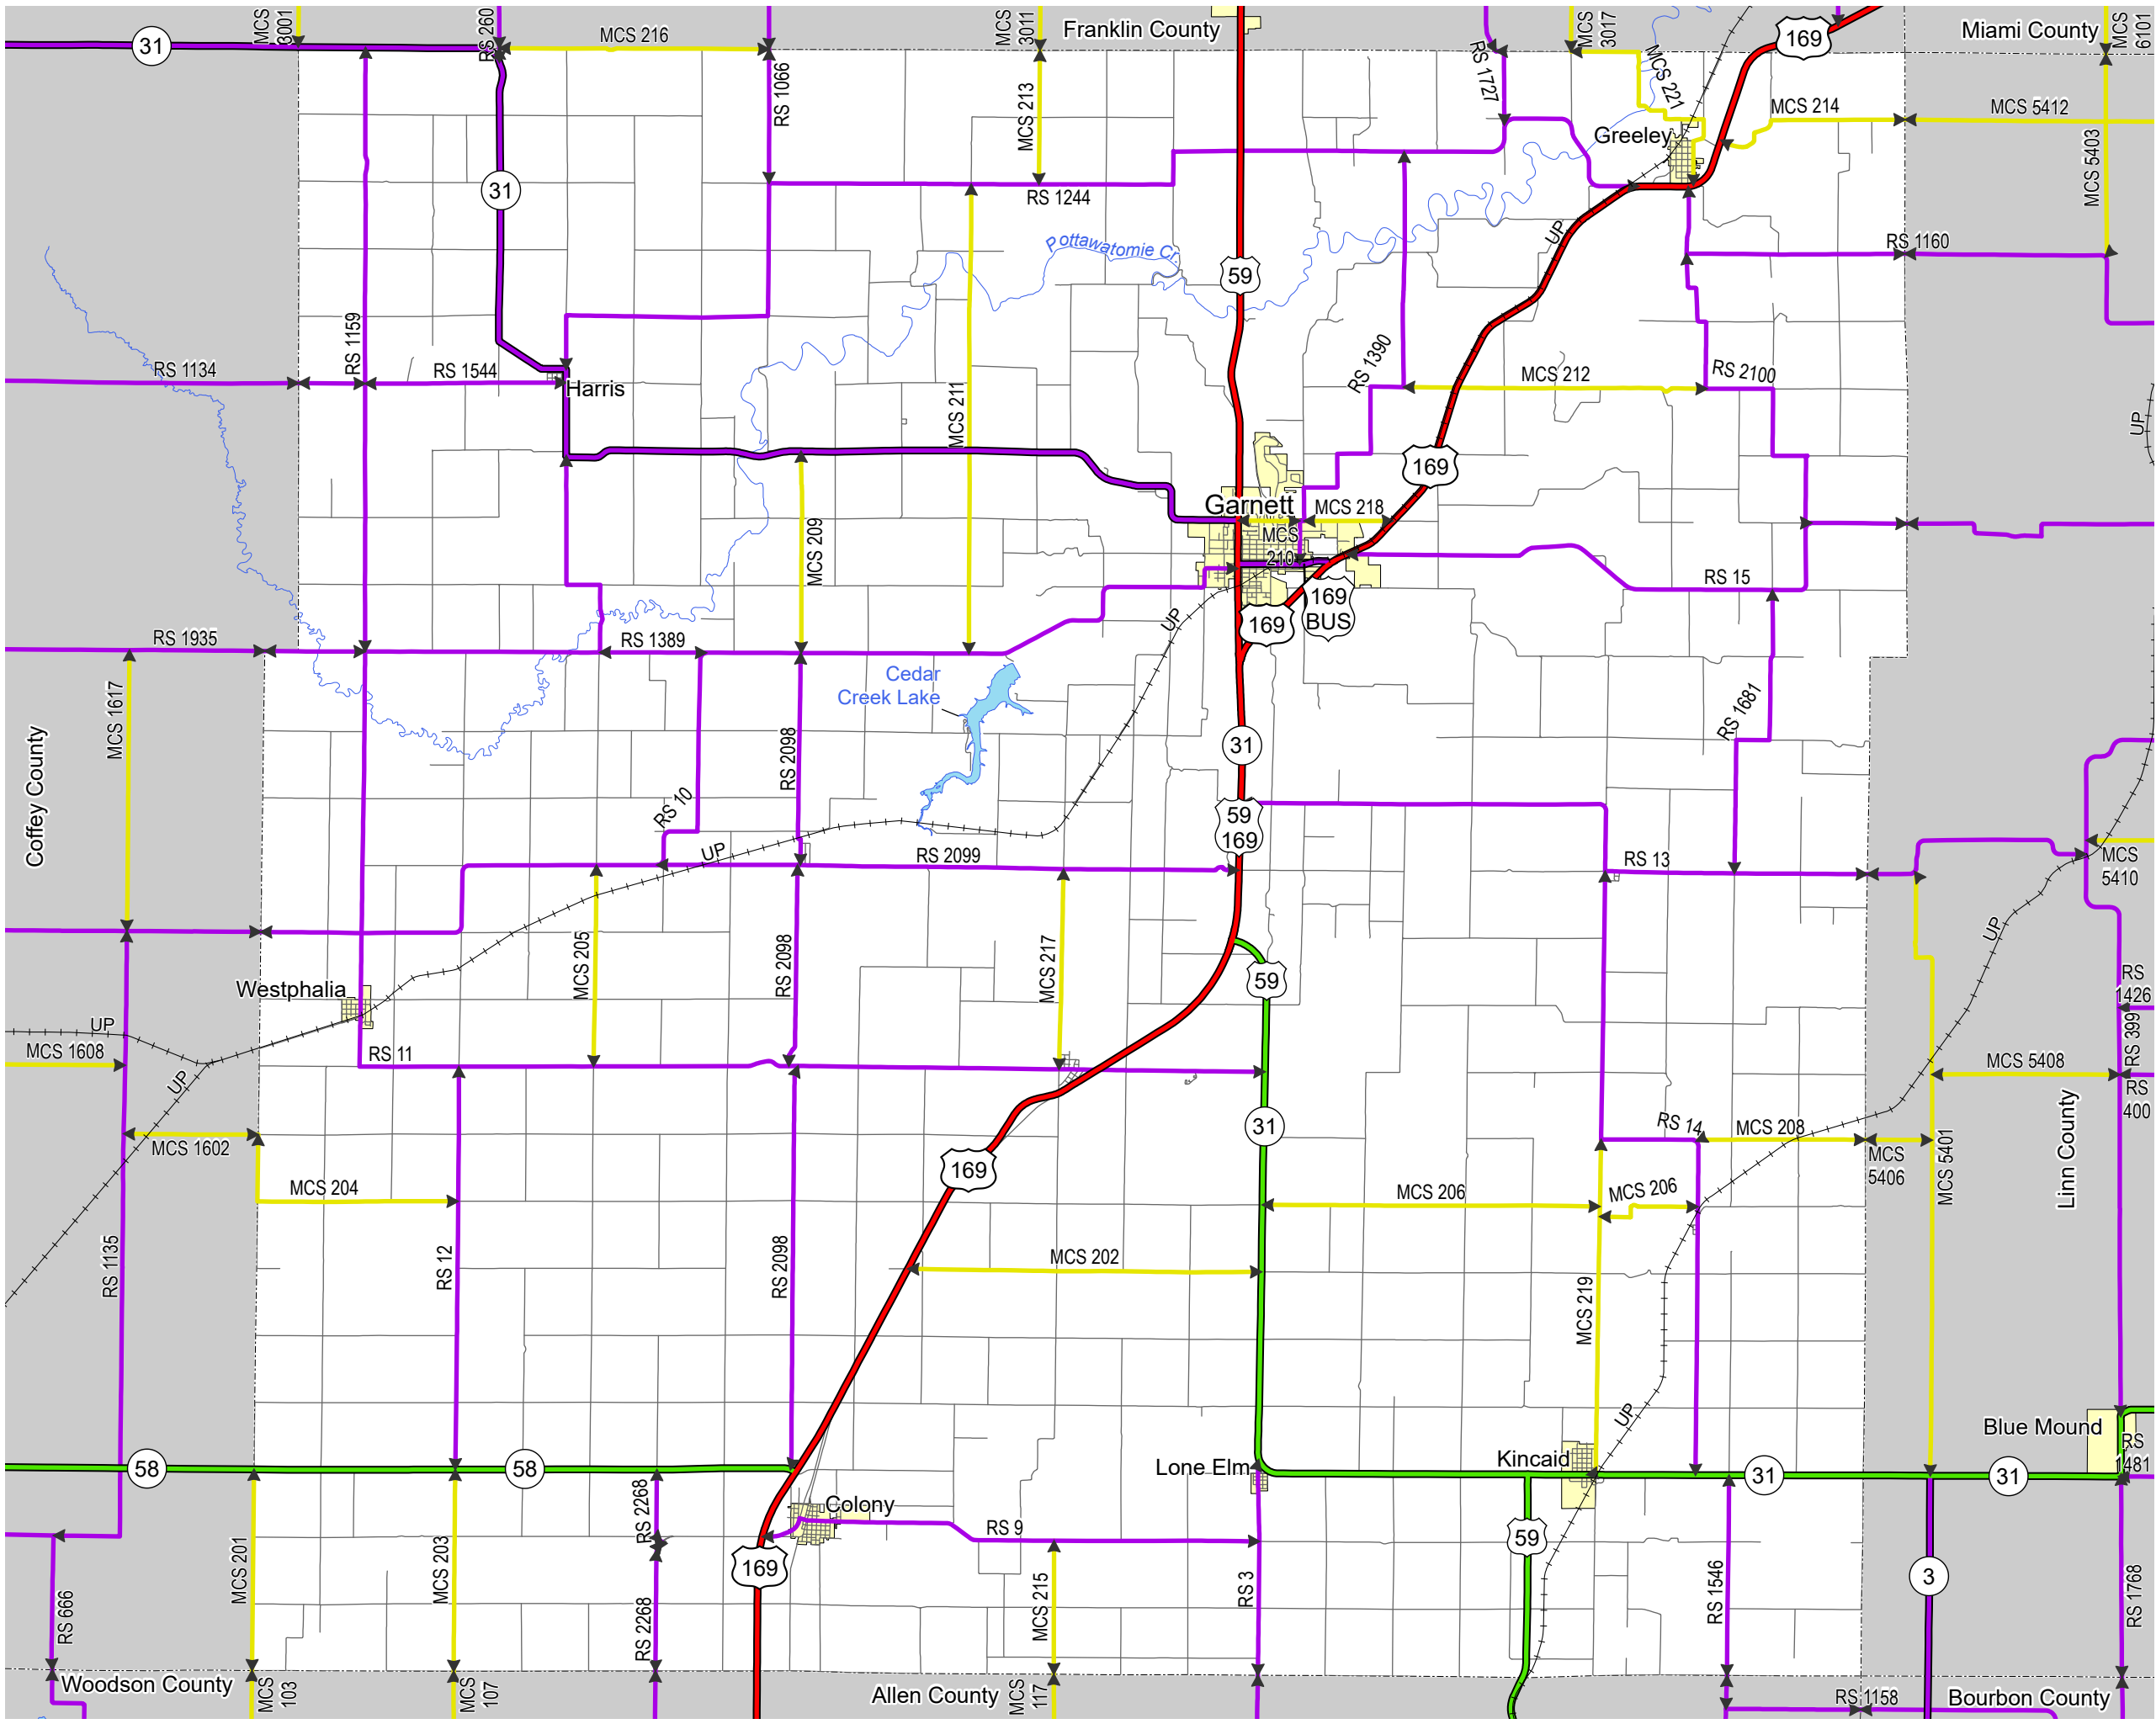 MCS 3001
RS 260
MCS 216
MCS 3011
Franklin County
MCS 3017
Miami County
MCS 6101
31
RS 1066
MCS 213
RS 1727
MCS 221
169
MCS 214
MCS 5412
Greeley
MCS 5403
31
RS 1244
RS 1160
Pottawatomie Cr.
UP
59
RS 1159
RS 1134
RS 1544
Harris
MCS 211
RS 1390
MCS 212
RS 2100
UP
169
Garnett
MCS 218
MCS
210
MCS 209
RS 15
169
BUS
169
UP
RS 1935
RS 1389
Cedar
Creek Lake
MCS 1617
RS 1681
Coffey County
RS 2098
31
RS 10
59
169
UP
RS 2099
RS 13
MCS
5410
UP
MCS 205
RS 2098
MCS 217
59
RS
1426
Westphalia
UP
RS 399
MCS 1608
RS 11
MCS 5408
UP
RS
400
31
RS 14
MCS 208
MCS 1602
MCS
5406
MCS 5401
Linn County
169
MCS 204
MCS 206
MCS 206
RS 1135
RS 12
RS 2098
MCS 202
MCS 219
UP
Blue Mound
RS
1481
58
58
Lone Elm
Kincaid
31
31
Colony
RS 2268
RS 9
59
169
MCS 201
MCS 203
3
RS 666
RS 2268
MCS 215
RS 3
RS 1546
RS 1768
Woodson County
MCS
103
MCS
107
Allen County
MCS
117
RS 1158
Bourbon County